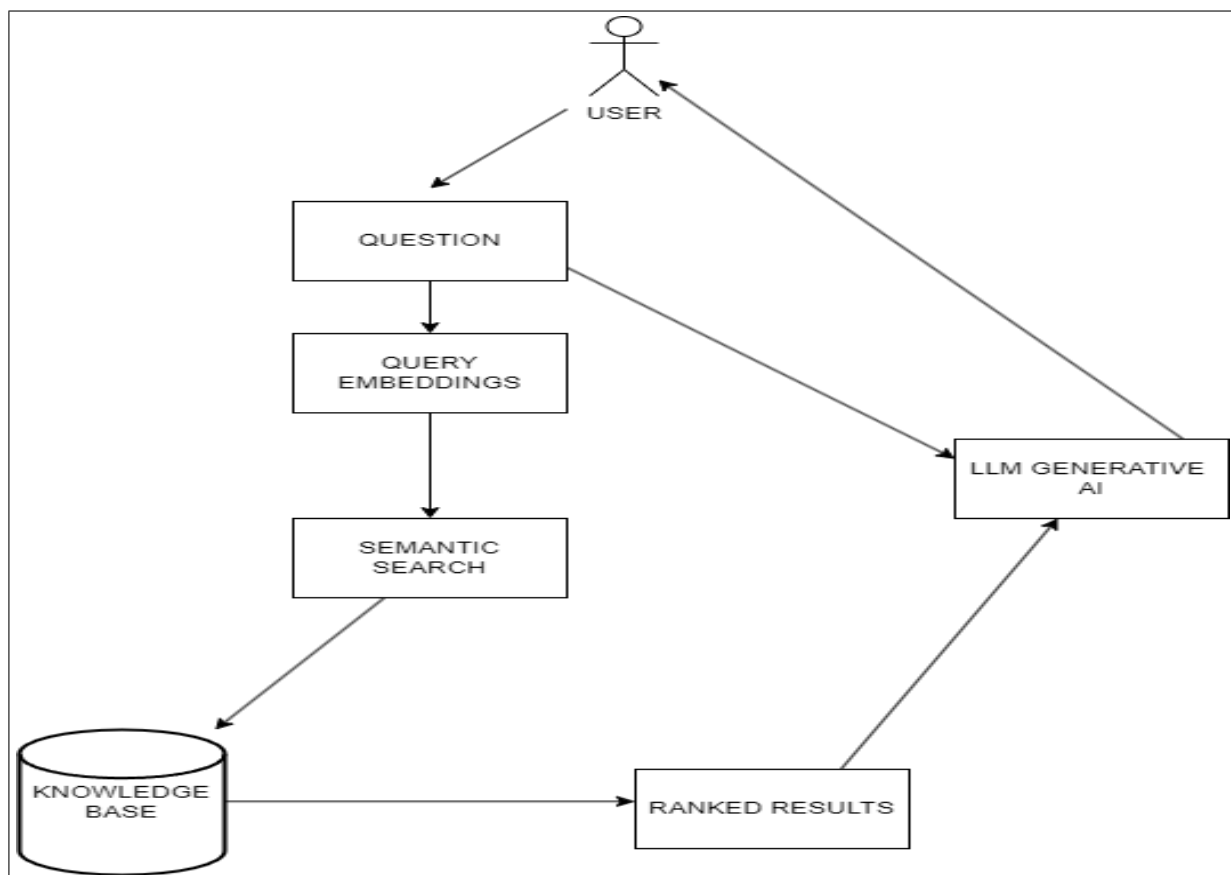 USER
QUESTION
QUERY
EMBEDDINGS
LLM GENERATIVE
AI
SEMANTIC
SEARCH
KNOWLEDGE
BASE
RANKED RESULTS